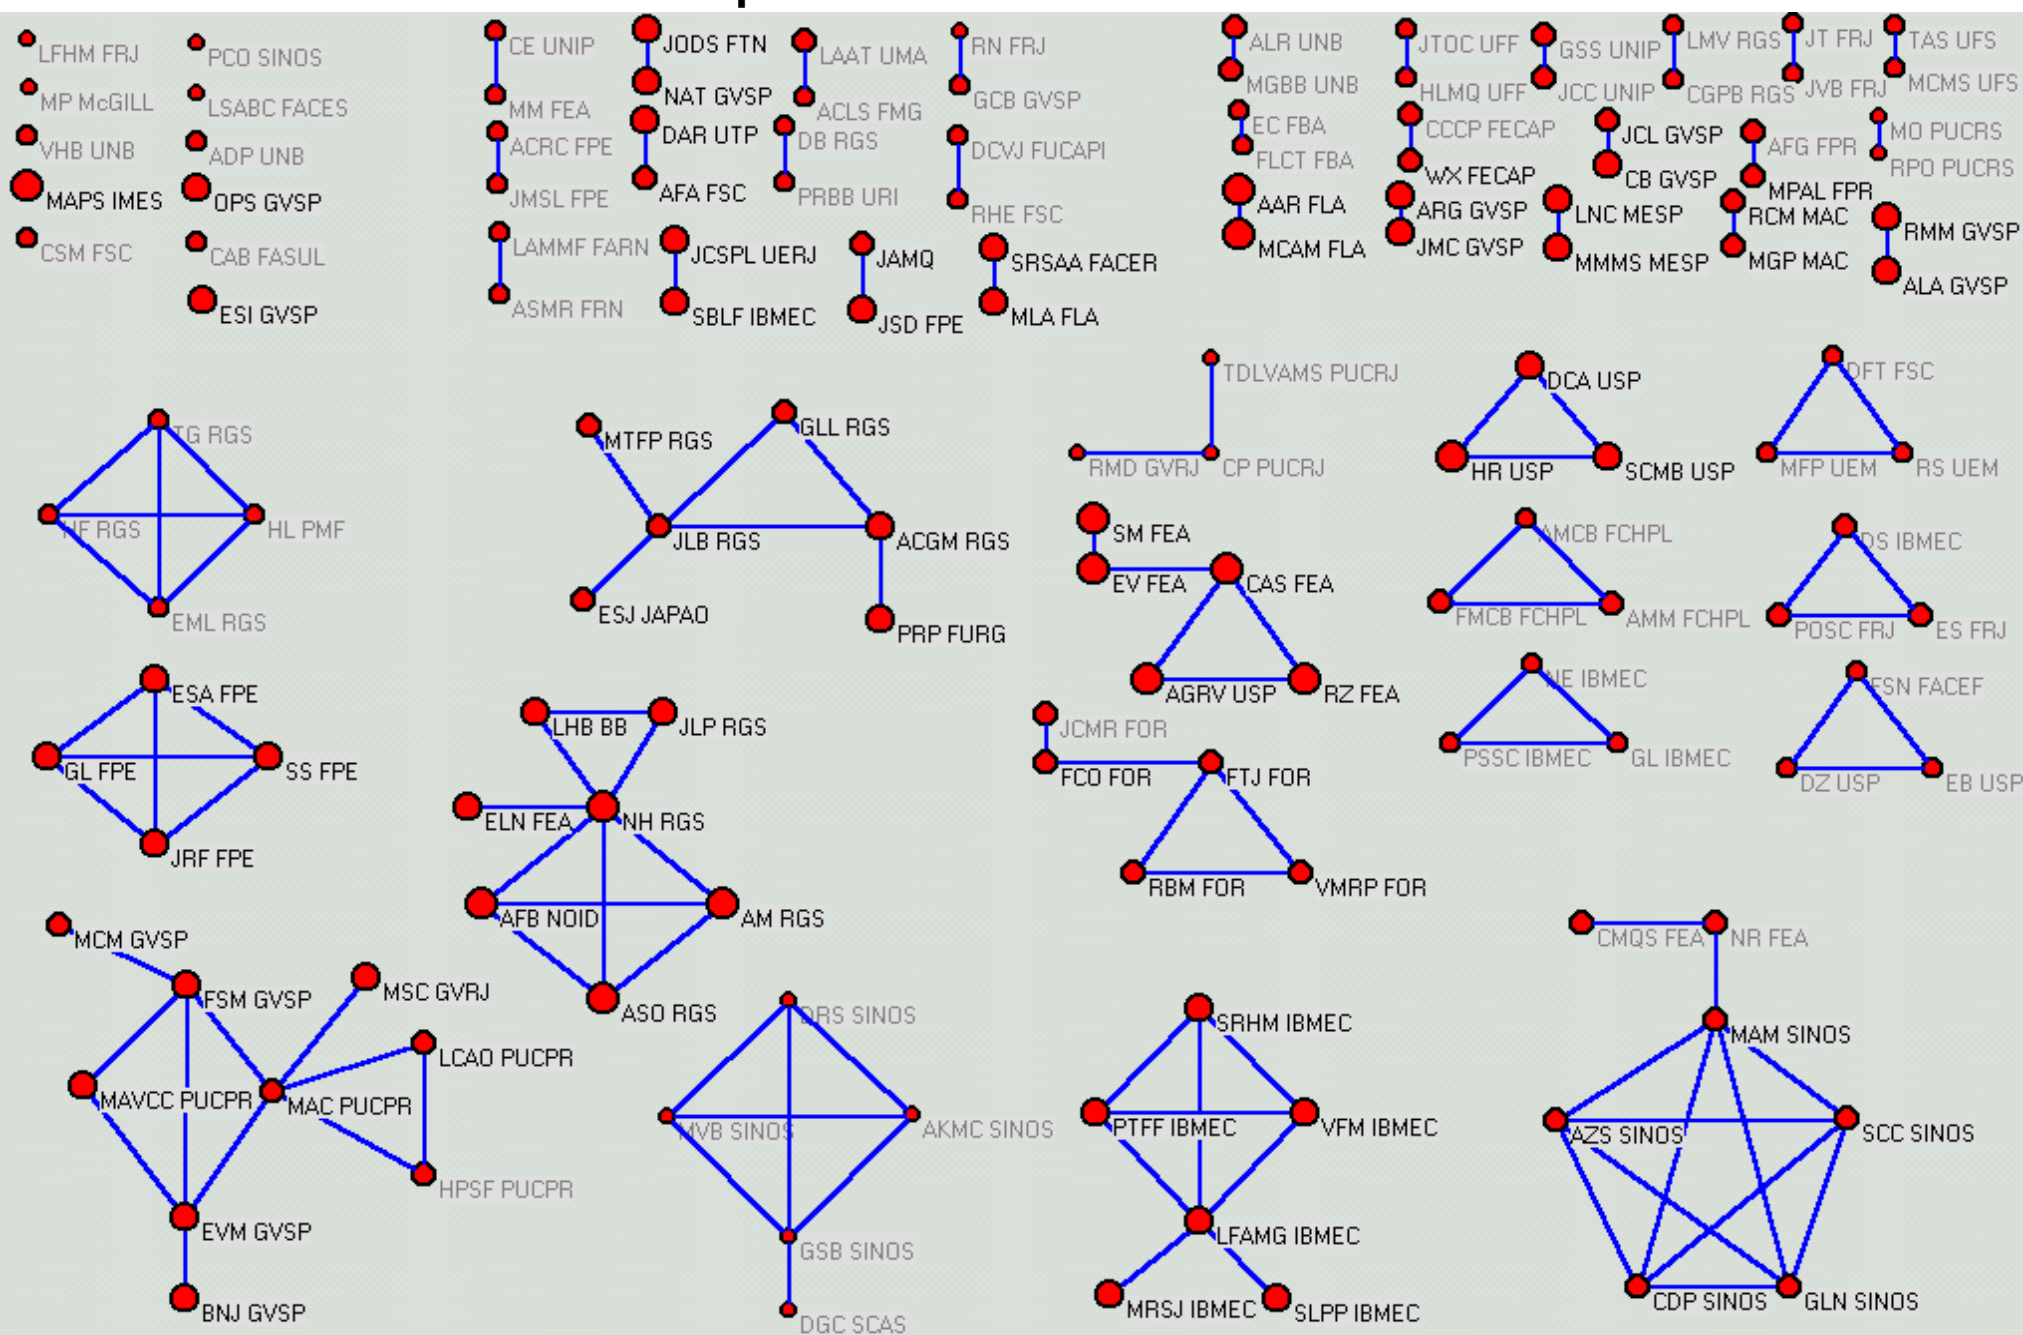 LFHM FRJ
MP McGILL
VHB UNB
MAPS IMES
CSM FSC
PCO SINOS
LSABC FACES
ADP UNB
OPS GVSP
CAB FASUL
ESI GVSP
CE UNIP
MM FEA
ACRC FPE
JMSL FPE
LAMMF FARN
ASMR FRN
JODS FTN
NAT GVSP
DAR UTP
AFA FSC
JCSPL UERJ
SBLF IBMEC
LAAT UMA
ACLS FMG
DB RGS
PRBB URI
JAMQ
JSD FPE
RN FRJ
GCB GVSP
DCVJ FUCAPI
RHE FSC
SRSAA FACER
MLA FLA
ALR UNB
MGBB UNB
EC FBA
FLCT FBA
AAR FLA
MCAM FLA
JTOC UFF
HLMQ UFF
CCCP FECAP
WX FECAP
ARG GVSP
JMC GVSP
GSS UNIP
JCC UNIP
JCL GVSP
CB GVSP
LNC MESP
MMMS MESP
LMV RGS
CGPB RGS
AFG FPR
MPAL FPR
RCM MAC
MGP MAC
JT FRJ
JVB FRJ
TAS UFS
MCMS UFS
MO PUCRS
RPO PUCRS
RMM GVSP
ALA GVSP
TG RGS
HF RGS
HL PMF
EML RGS
MTFP RGS
GLL RGS
JLB RGS
ACGM RGS
ESJ JAPAO
PRP FURG
TDLVAMS PUCRJ
RMD GVRJ
CP PUCRJ
DCA USP
HR USP
SCMB USP
DFT FSC
MFP UEM
RS UEM
SM FEA
EV FEA
CAS FEA
AGRV USP
RZ FEA
AMCB FCHPL
FMCB FCHPL
AMM FCHPL
DS IBMEC
POSC FRJ
ES FRJ
ESA FPE
GL FPE
SS FPE
JRF FPE
LHB BB
JLP RGS
ELN FEA
NH RGS
AFB NOID
AM RGS
ASO RGS
JCMR FOR
FCO FOR
FTJ FOR
RBM FOR
VMRP FOR
NE IBMEC
PSSC IBMEC
GL IBMEC
FSN FACEF
DZ USP
EB USP
MCM GVSP
FSM GVSP
MSC GVRJ
LCAO PUCPR
MAVCC PUCPR
MAC PUCPR
HPSF PUCPR
EVM GVSP
BNJ GVSP
DRS SINOS
MVB SINOS
AKMC SINOS
GSB SINOS
DGC SCAS
SRHM IBMEC
PTFF IBMEC
VFM IBMEC
LFAMG IBMEC
MRSJ IBMEC
SLPP IBMEC
CMQS FEA
NR FEA
MAM SINOS
AZS SINOS
SCC SINOS
CDP SINOS
GLN SINOS